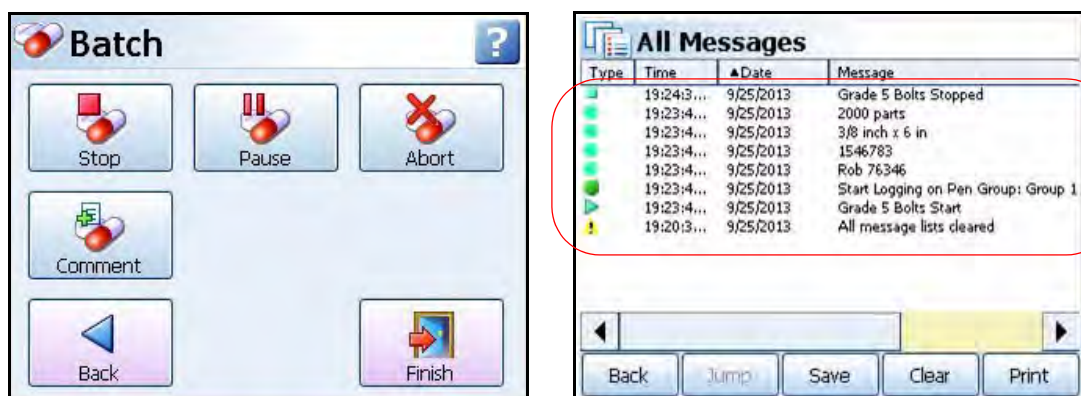 Batch
?
Stop
Pause
Abort
Comment
Back
Finish
All Messages
Type Time ▲Date Message
19:24:3... 9/25/2013 Grade 5 Bolts Stopped
19:23:4... 9/25/2013 2000 parts
19:23:4... 9/25/2013 3/8 inch x 6 in
19:23:4... 9/25/2013 1546783
19:23:4... 9/25/2013 Rob 76346
19:23:4... 9/25/2013 Start Logging on Pen Group: Group 1
19:23:4... 9/25/2013 Grade 5 Bolts Start
19:20:3... 9/25/2013 All message lists cleared
Back Jump Save Clear Print